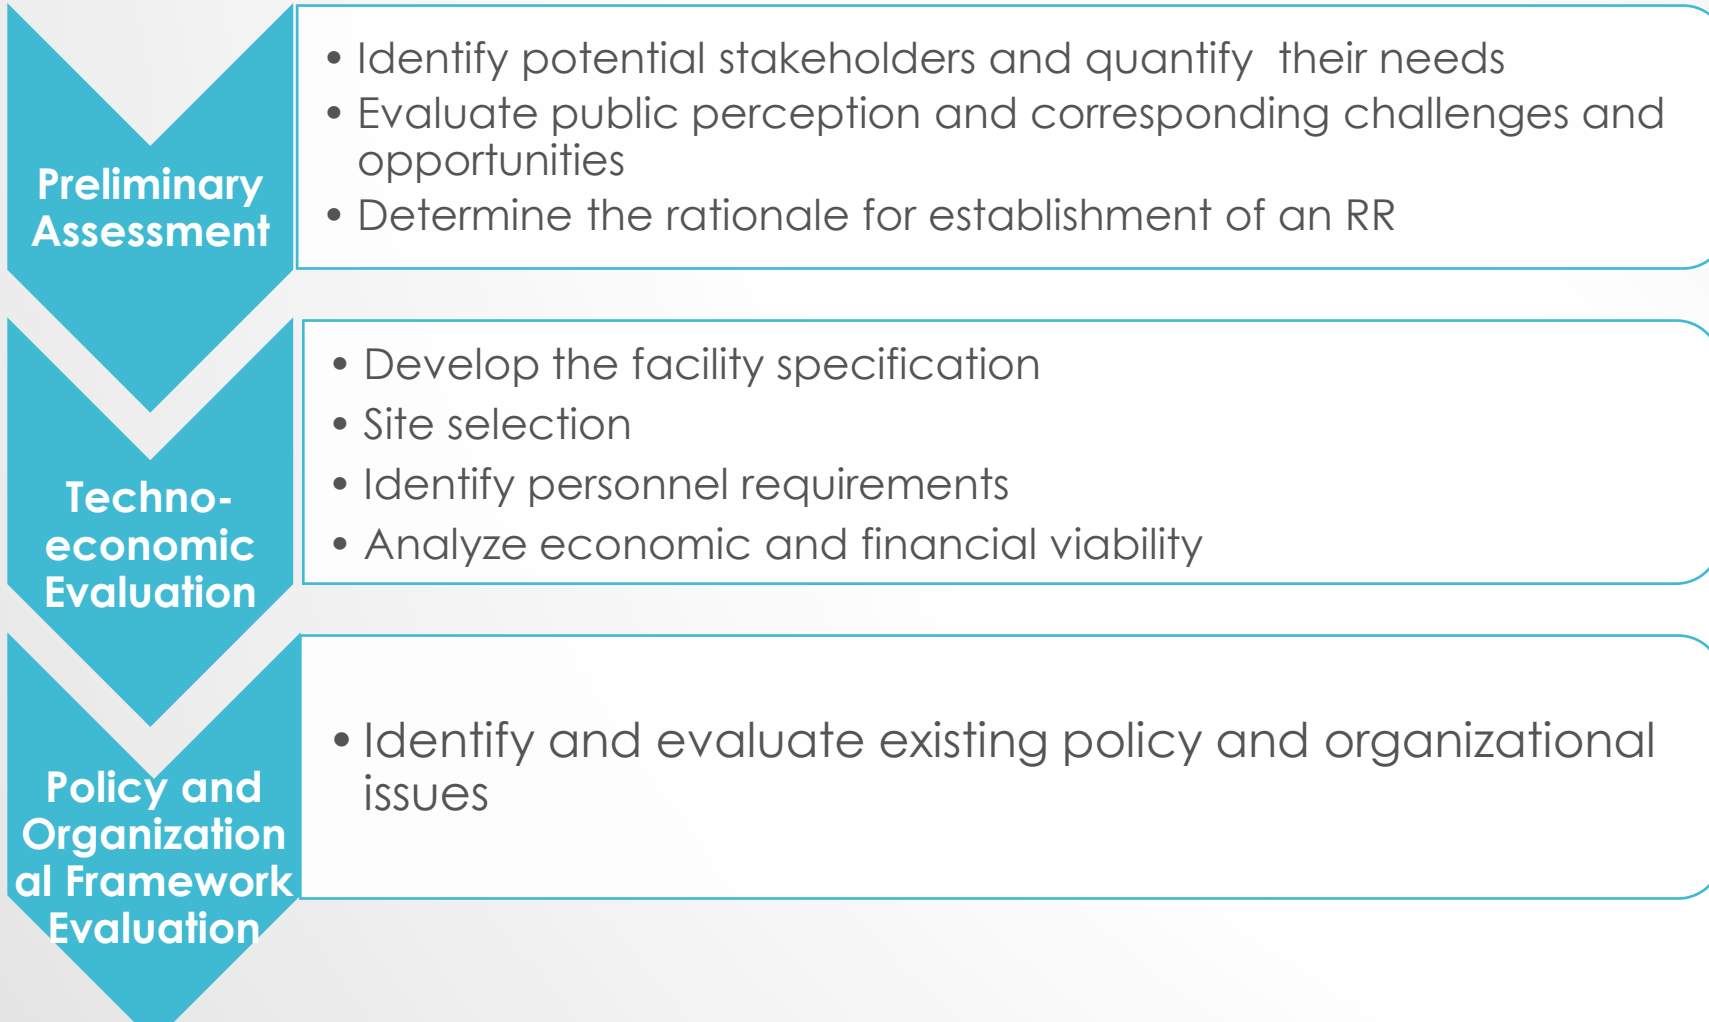 Preliminary
Assessment
• Identify potential stakeholders and quantify  their needs
• Evaluate public perception and corresponding challenges and
opportunities
• Determine the rationale for establishment of an RR
Techno-
economic
Evaluation
• Develop the facility specification
• Site selection
• Identify personnel requirements
• Analyze economic and financial viability
Policy and
Organization
al Framework
Evaluation
• Identify and evaluate existing policy and organizational
issues